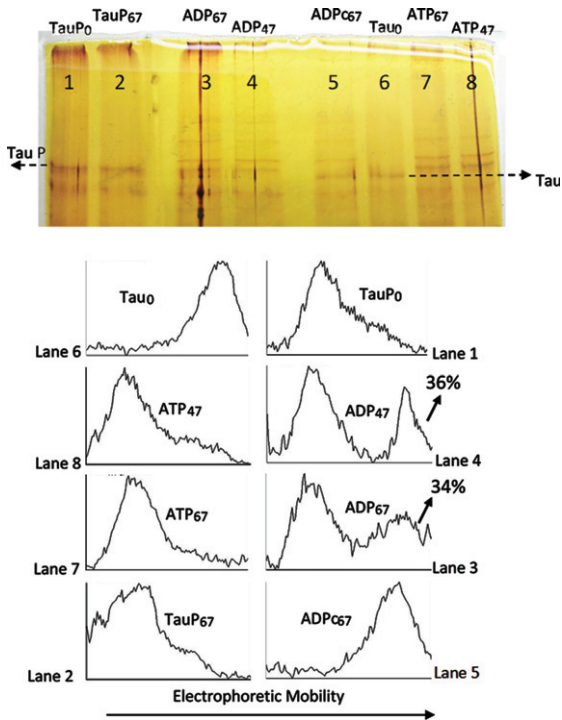 TauP0 TauP67 ADP67 ADP47 ADPc67 Tau0 ATP67 ATP47
1 2 3 4 5 6 7 8
Tau P
Tau
Tau0 TauP0
Lane 6 Lane 1
ATP47 ADP47 36%
Lane 8 Lane 4
ATP67 ADP67 34%
Lane 7 Lane 3
TauP67 ADPc67
Lane 2 Lane 5
Electrophoretic Mobility